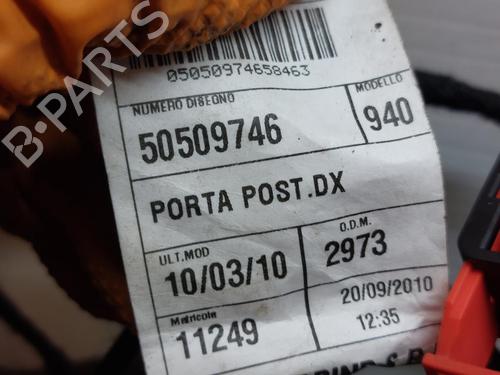 05050974658463
NUMERO DISEGNO
MODELLO
50509746
940
PORTA POST.DX
ULT.MOD
O.D.M.
10/03/10
2973
Matricola
20/09/2010
11249
12:35
B-PARTS